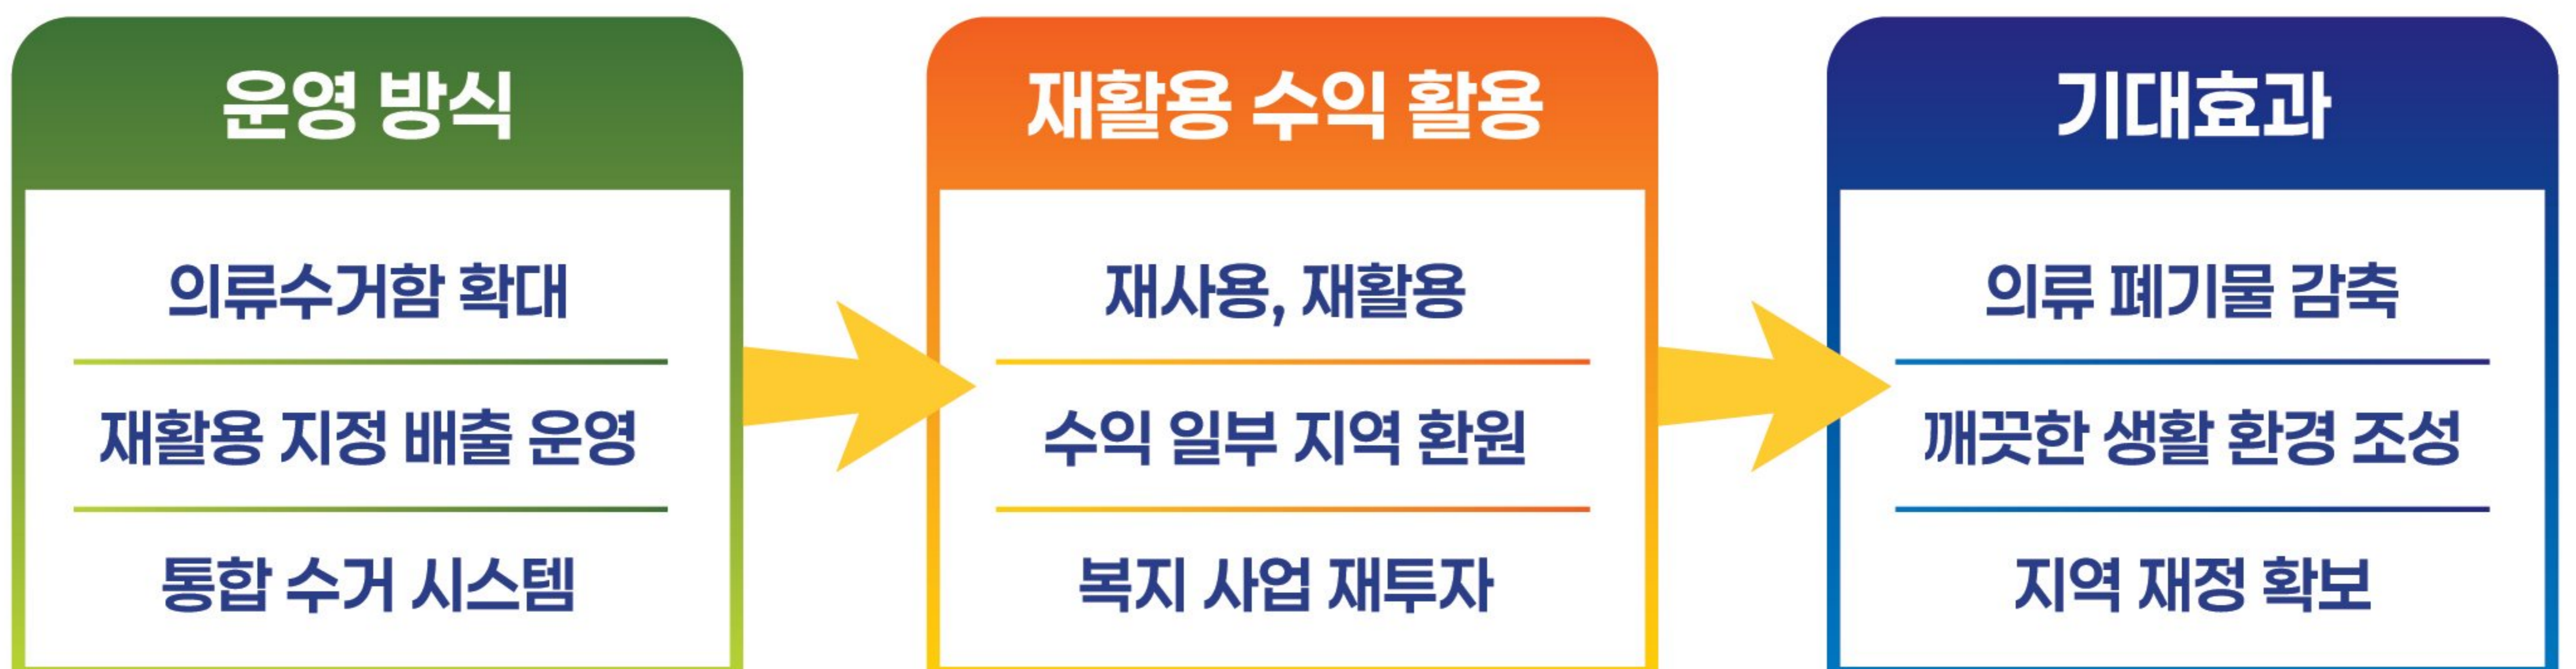 운영 방식
의류수거함 확대
재활용 지정 배출 운영
통합 수거 시스템
재활용 수익 활용
재사용, 재활용
수익 일부 지역 환원
복지 사업 재투자
기대효과
의류 폐기물 감축
깨끗한 생활 환경 조성
지역 재정 확보